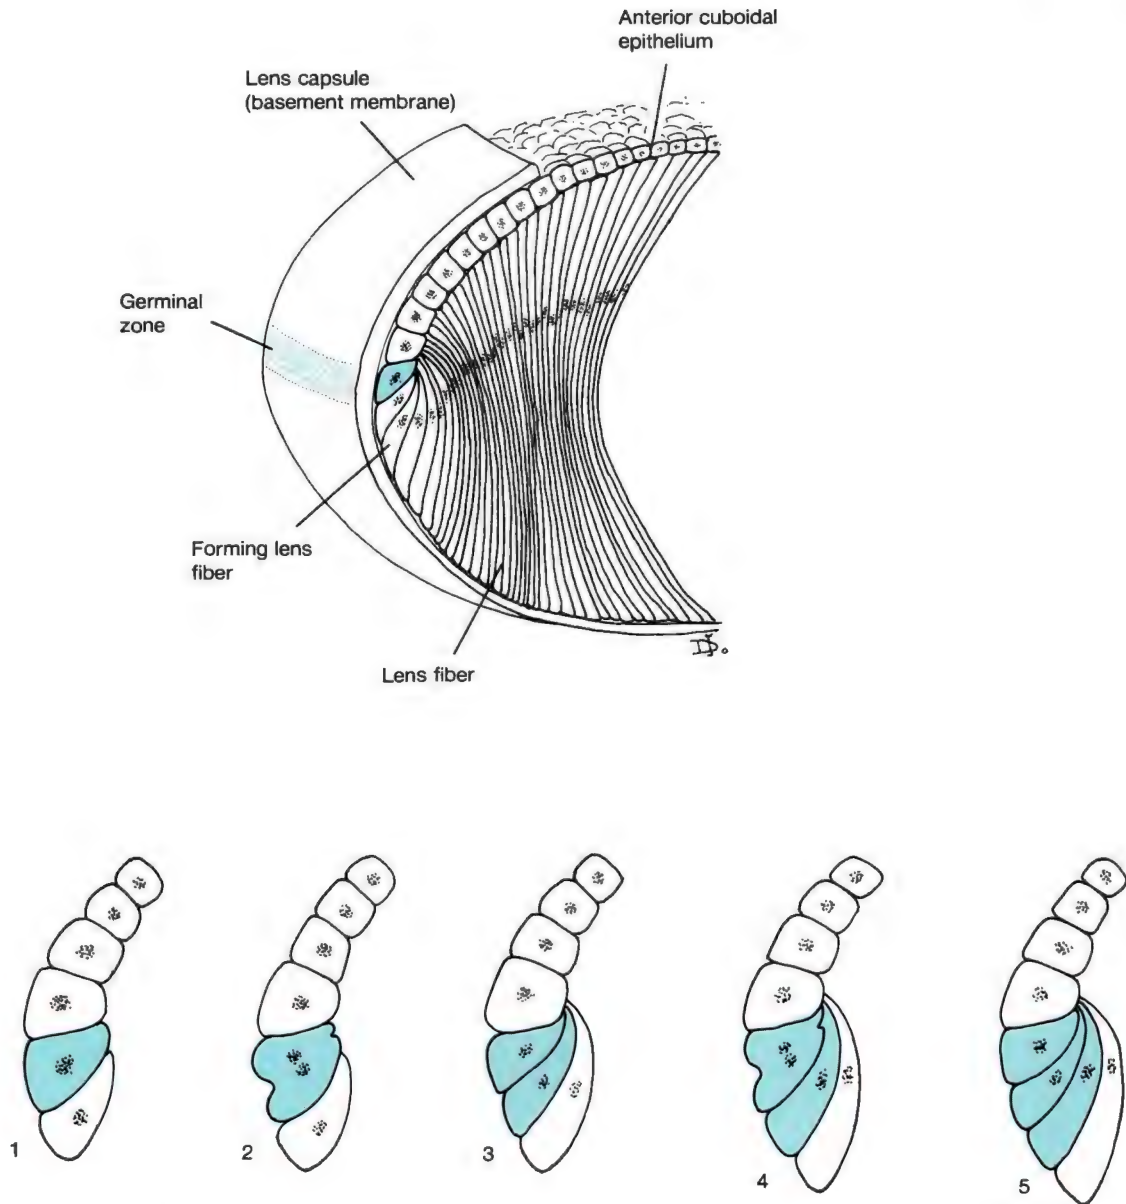 Anterior cuboidal
epithelium
Lens capsule
(basement membrane)
Germinal
zone
Forming lens
fiber
Lens fiber
1
2
3
4
5